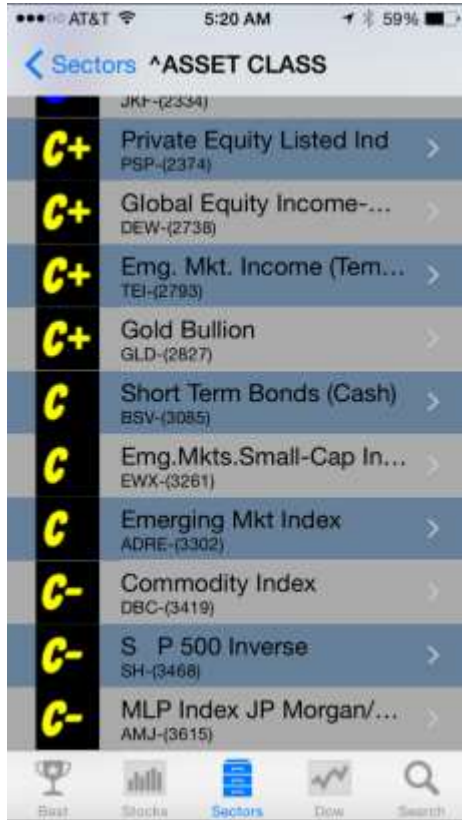 AT&T 5:20 AM 59%
Sectors ^ASSET CLASS
JKF-(2334)
C+ Private Equity Listed Ind
PSP-(2374)
C+ Global Equity Income-...
DEW-(2738)
C+ Emg. Mkt. Income (Tem...
TEI-(2793)
C+ Gold Bullion
GLD-(2827)
C Short Term Bonds (Cash)
BSV-(3085)
C Emg.Mkts.Small-Cap In...
EWX-(3261)
C Emerging Mkt Index
ADRE-(3302)
C- Commodity Index
DBC-(3419)
C- S P 500 Inverse
SH-(3468)
C- MLP Index JP Morgan/...
AMJ-(3615)
Best Stocks Sectors Dow Search